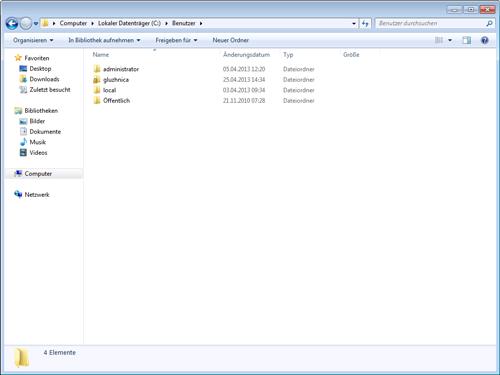 Computer ▸ Lokaler Datenträger (C:) ▸ Benutzer ▸
Benutzer durchsuchen
Organisieren ▾ In Bibliothek aufnehmen ▾ Freigeben für ▾ Neuer Ordner
Name Änderungsdatum Typ Größe
Favoriten
Desktop
Downloads
Zuletzt besucht
Bibliotheken
Bilder
Dokumente
Musik
Videos
Computer
Netzwerk
administrator 05.04.2013 12:20 Dateiordner
gluzhnica 25.04.2013 14:34 Dateiordner
local 03.04.2013 09:34 Dateiordner
Öffentlich 21.11.2010 07:28 Dateiordner
4 Elemente